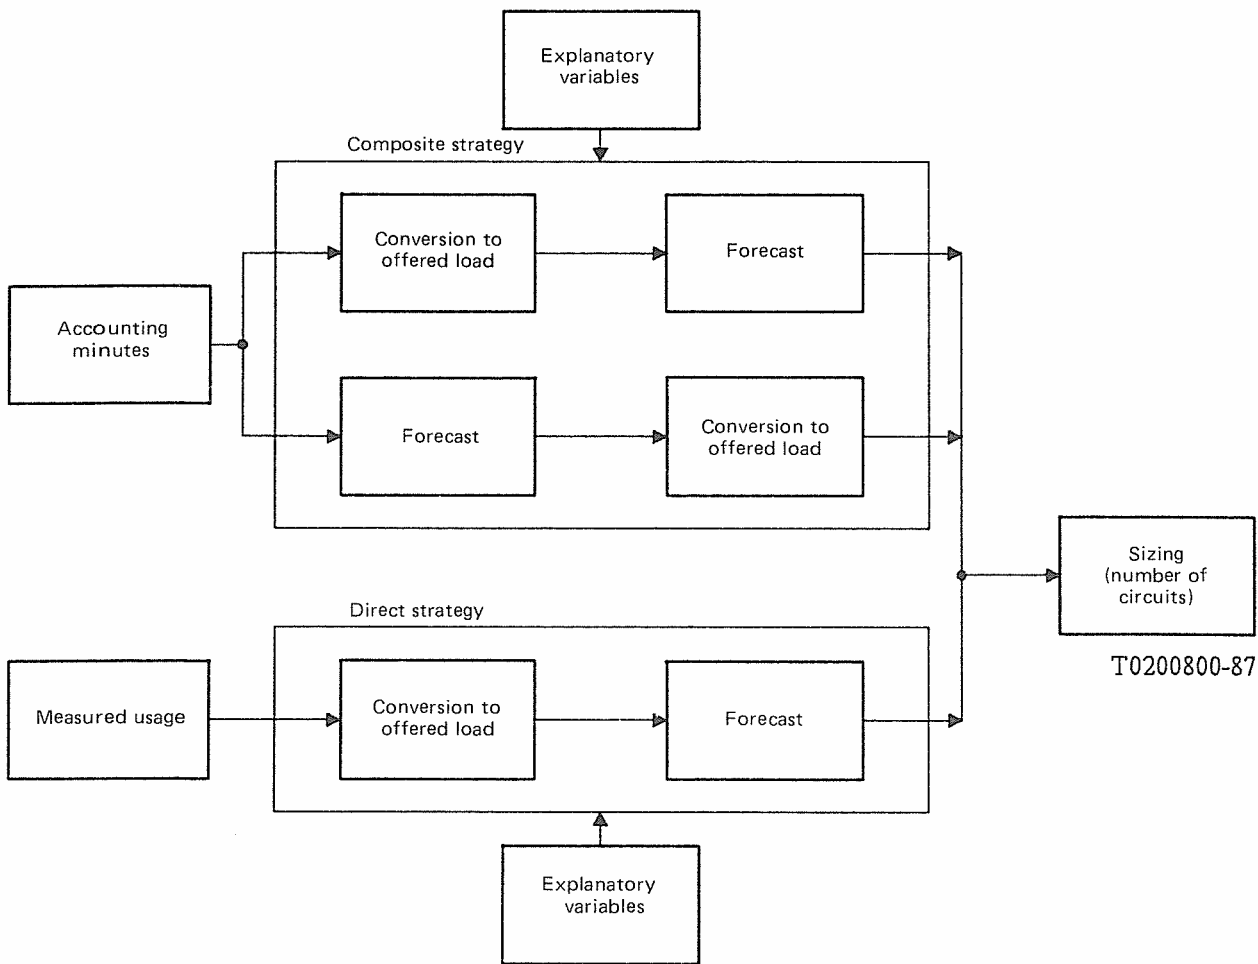 Explanatory
variables
Composite strategy
Conversion to
offered load
Forecast
Accounting
minutes
Forecast
Conversion to
offered load
Sizing
(number of
circuits)
T0200800-87
Direct strategy
Measured usage
Conversion to
offered load
Forecast
Explanatory
variables